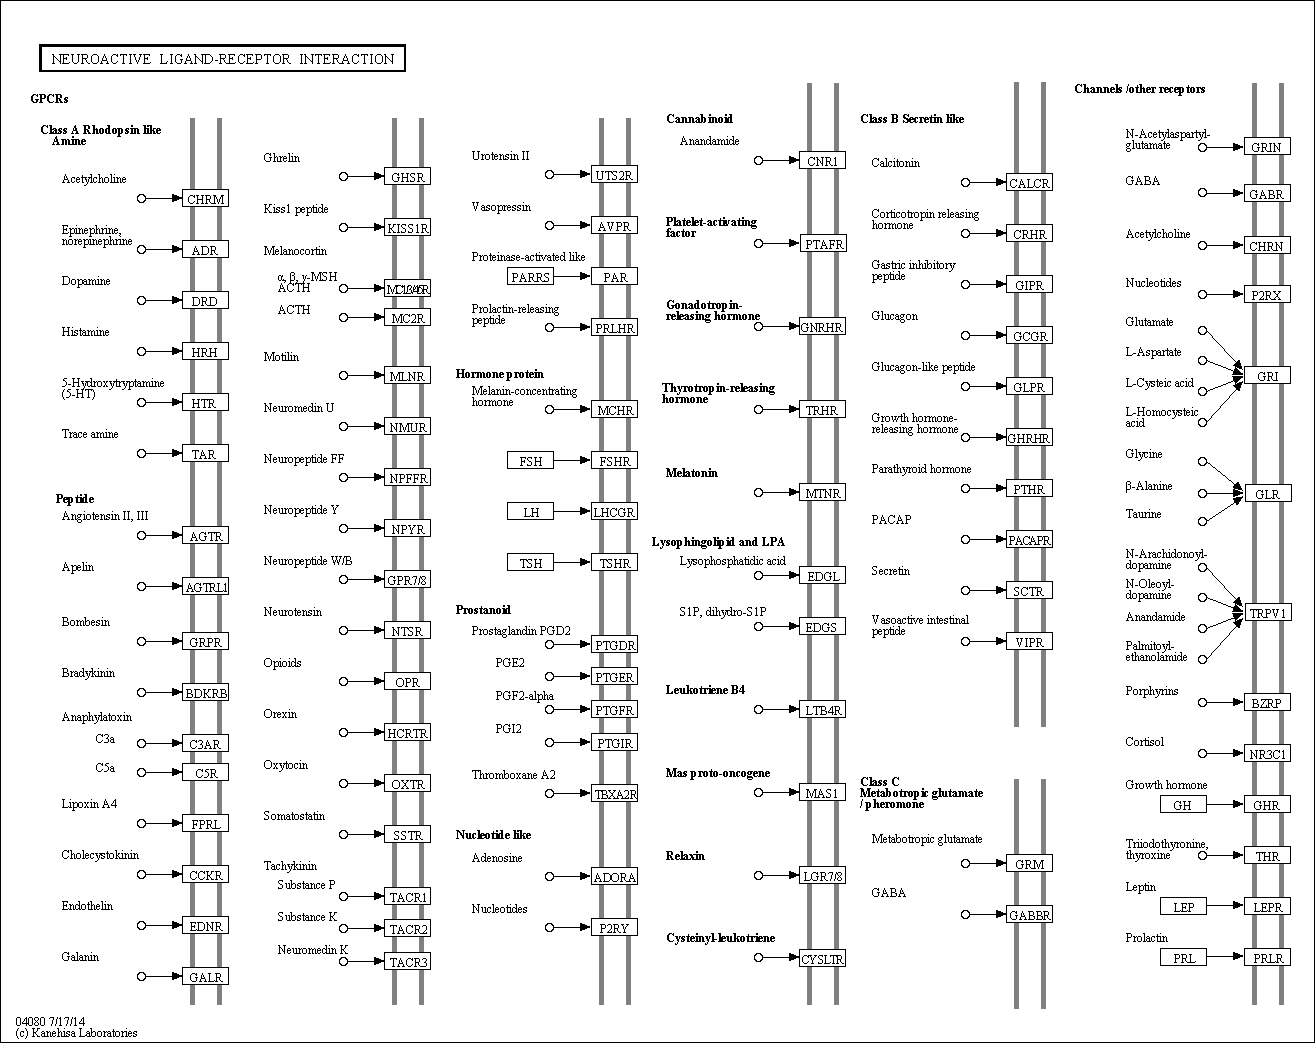 NEUROACTIVE LIGAND-RECEPTOR INTERACTION
GPCRs
Class A Rhodopsin like
Amine
Acetylcholine
CHRM
Epinephrine,
norepinephrine
ADR
Dopamine
DRD
Histamine
HRH
5-Hydroxytryptamine
(5-HT)
HTR
Trace amine
TAR
Peptide
Angiotensin II, III
AGTR
Apelin
AGTRL1
Bombesin
GRPR
Bradykinin
BDKRB
Anaphylatoxin
C3a
C3AR
C5a
C5R
Lipoxin A4
FPRL
Cholecystokinin
CCKR
Endothelin
EDNR
Galanin
GALR
Ghrelin
GHSR
Kiss1 peptide
KISS1R
Melanocortin
α, β, γ-MSH
ACTH
ACTH
MC2R
Motilin
MLNR
Neuromedin U
NMUR
Neuropeptide FF
NPFFR
Neuropeptide Y
NPYR
Neuropeptide W/B
GPR7/8
Neurotensin
NTSR
Opioids
OPR
Orexin
HCRTR
Oxytocin
OXTR
Somatostatin
SSTR
Tachykinin
Substance P
TACR1
Substance K
TACR2
Neuromedin K
TACR3
Urotensin II
UTS2R
Vasopressin
AVPR
Proteinase-activated like
PARRS
PAR
Prolactin-releasing
peptide
PRLHR
Hormone protein
Melanin-concentrating
hormone
MCHR
FSH
FSHR
LH
LHCGR
TSH
TSHR
Prostanoid
Prostaglandin PGD2
PTGDR
PGE2
PTGER
PGF2-alpha
PTGFR
PGI2
PTGIR
Thromboxane A2
TBXA2R
Nucleotide like
Adenosine
ADORA
Nucleotides
P2RY
Cannabinoid
Anandamide
CNR1
Platelet-activating
factor
PTAFR
Gonadotropin-
releasing hormone
GNRHR
Thyrotropin-releasing
hormone
TRHR
Melatonin
MTNR
Lysophingolipid and LPA
Lysophosphatidic acid
EDGL
S1P, dihydro-S1P
EDGS
Leukotriene B4
LTB4R
Mas proto-oncogene
MAS1
Relaxin
LGR7/8
Cysteinyl-leukotriene
CYSLTR
Class B Secretin like
Calcitonin
CALCR
Corticotropin releasing
hormone
CRHR
Gastric inhibitory
peptide
GIPR
Glucagon
GCGR
Glucagon-like peptide
GLPR
Growth hormone-
releasing hormone
GHRHR
Parathyroid hormone
PTHR
PACAP
PACAPR
Secretin
SCTR
Vasoactive intestinal
peptide
VIPR
Class C
Metabotropic glutamate
/ pheromone
Metabotropic glutamate
GRM
GABA
GABBR
Channels /other receptors
N-Acetylaspartyl-
glutamate
GRIN
GABA
GABR
Acetylcholine
CHRN
Nucleotides
P2RX
Glutamate
L-Aspartate
L-Cysteic acid
L-Homocysteic
acid
GRI
Glycine
β-Alanine
Taurine
GLR
N-Arachidonoyl-
dopamine
N-Oleoyl-
dopamine
Anandamide
Palmitoyl-
ethanolamide
TRPV1
Porphyrins
BZRP
Cortisol
NR3C1
Growth hormone
GH
GHR
Triiodothyronine,
thyroxine
THR
Leptin
LEP
LEPR
Prolactin
PRL
PRLR
04080 7/17/14
(c) Kanehisa Laboratories